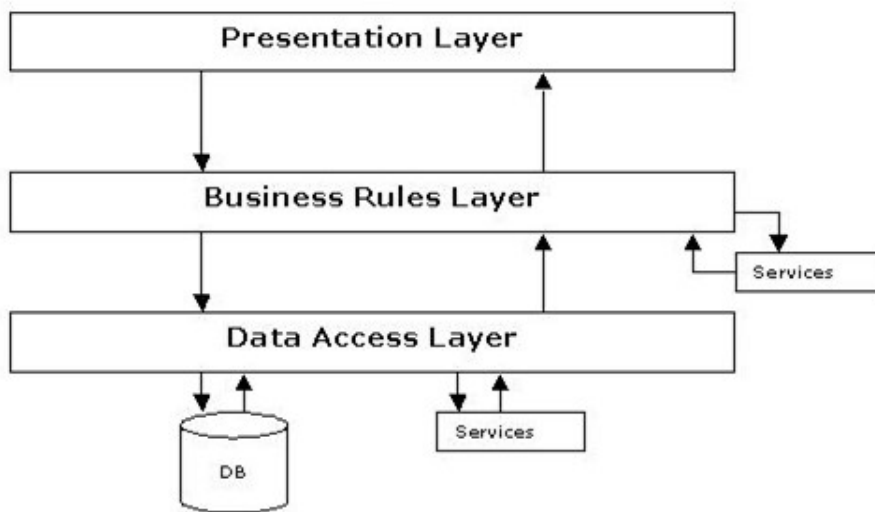 Presentation Layer
Business Rules Layer
Services
Data Access Layer
Services
DB